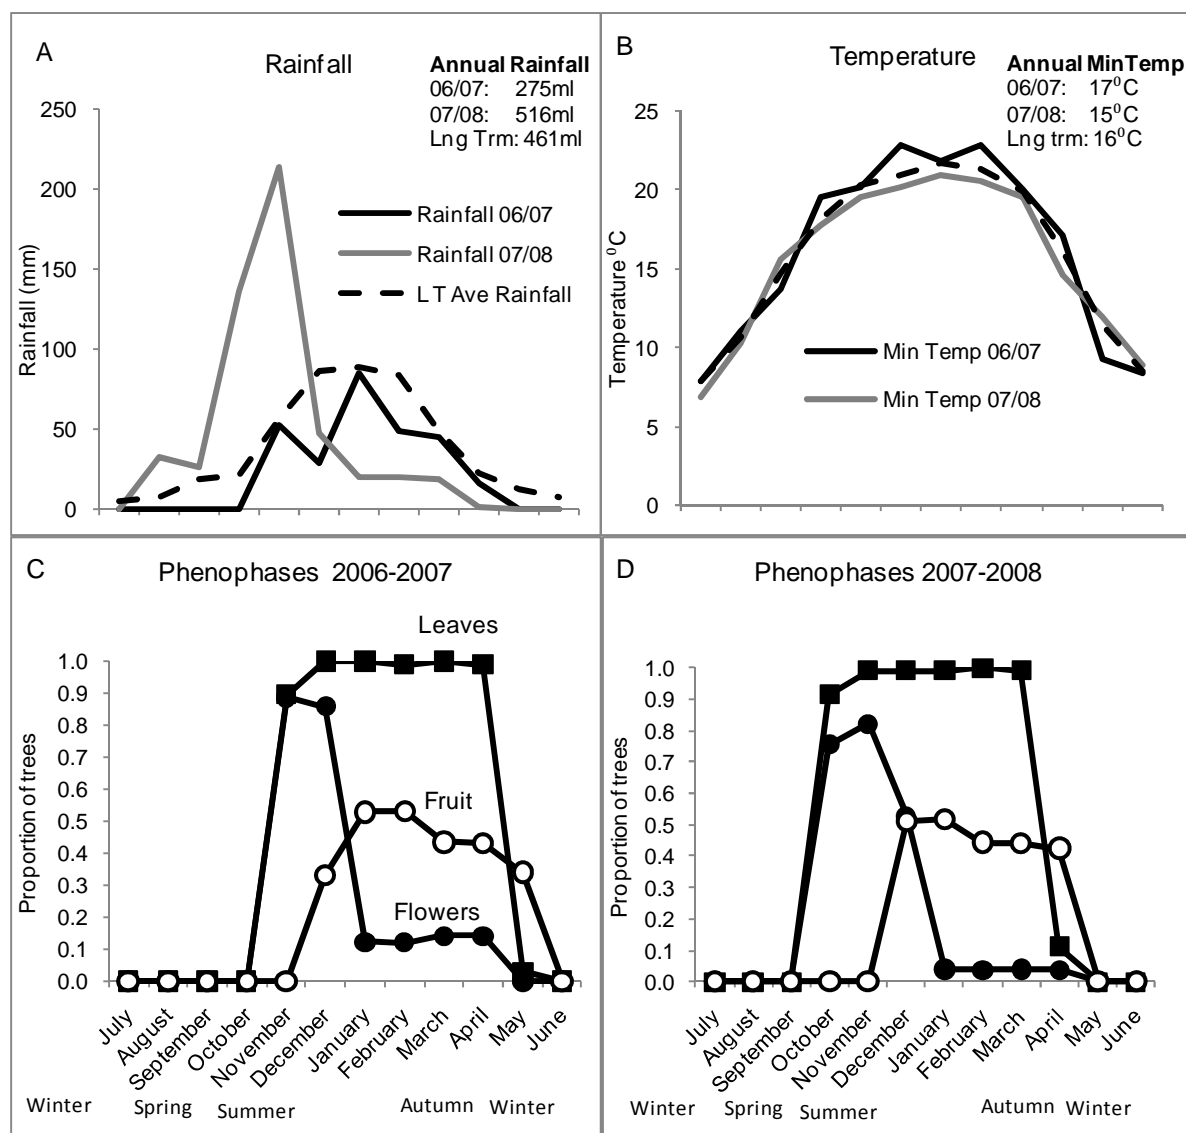 A
Rainfall
Annual Rainfall
06/07: 275ml
07/08: 516ml
Lng Trm: 461ml
250
200
150
100
50
0
Rainfall (mm)
Rainfall 06/07
Rainfall 07/08
LT Ave Rainfall
B
Temperature
Annual MinTemp
06/07: 17⁰C
07/08: 15⁰C
Lng trm: 16⁰C
25
20
15
10
5
0
Temperature ⁰C
Min Temp 06/07
Min Temp 07/08
C
Phenophases 2006-2007
Leaves
Fruit
Flowers
1.0
0.9
0.8
0.7
0.6
0.5
0.4
0.3
0.2
0.1
0.0
Proportion of trees
July
August
September
October
November
December
January
February
March
April
May
June
Winter Spring Summer Autumn Winter
D
Phenophases 2007-2008
1.0
0.9
0.8
0.7
0.6
0.5
0.4
0.3
0.2
0.1
0.0
Proportion of trees
July
August
September
October
November
December
January
February
March
April
May
June
Winter Spring Summer Autumn Winter